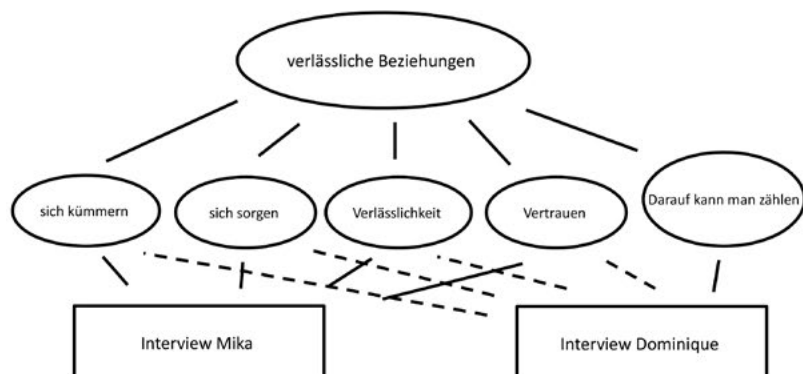 verlässliche Beziehungen
sich kümmern
sich sorgen
Verlässlichkeit
Vertrauen
Darauf kann man zählen
Interview Mika
Interview Dominique